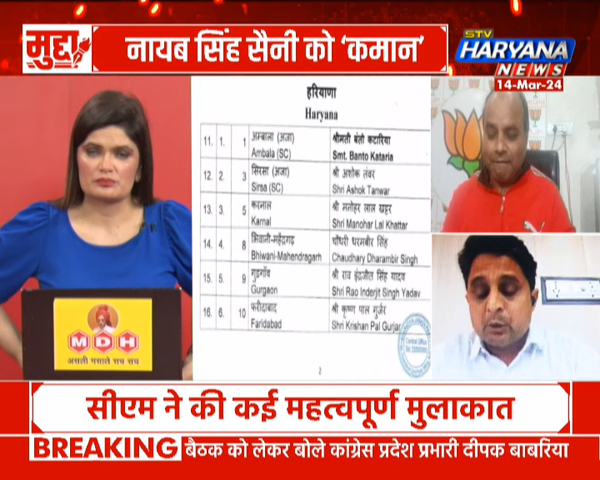 मुद्दा
नायब सिंह सैनी को 'कमान'
STV
HARYANA
NEWS
14-Mar-24
हरियाणा
Haryana
11. 1. 1 अम्बाला (अजा) श्रीमती बंतो कटारिया
Ambala (SC) Smt. Banto Kataria
12. 2. 3 सिरसा (अजा) श्री अशोक तंवर
Sirsa (SC) Shri Ashok Tanwar
13. 3. 5 करनाल श्री मनोहर लाल खट्टर
Karnal Shri Manohar Lal Khattar
14. 4. 8 भिवानी-महेंद्रगढ़ चौधरी धरमबीर सिंह
Bhiwani-Mahendragarh Chaudhary Dharambir Singh
15. 5. 9 गुड़गाँव श्री राव इंद्रजीत सिंह यादव
Gurgaon Shri Rao Inderjit Singh Yadav
16. 6. 10 फरीदाबाद श्री कृष्ण पाल गुर्जर
Faridabad Shri Krishan Pal Gurjar
Central Office
2
MDH
असली मसाले सच सच
सीएम ने की कई महत्वपूर्ण मुलाकात
BREAKING बैठक को लेकर बोले कांग्रेस प्रदेश प्रभारी दीपक बाबरिया